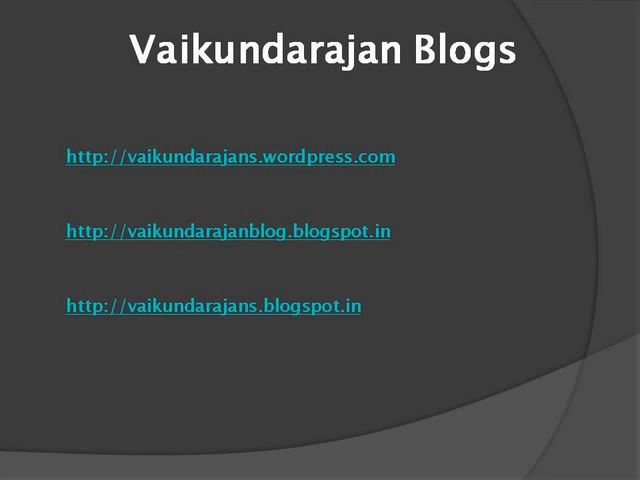 Vaikundarajan Blogs
http://vaikundarajans.wordpress.com
http://vaikundarajanblog.blogspot.in
http://vaikundarajans.blogspot.in